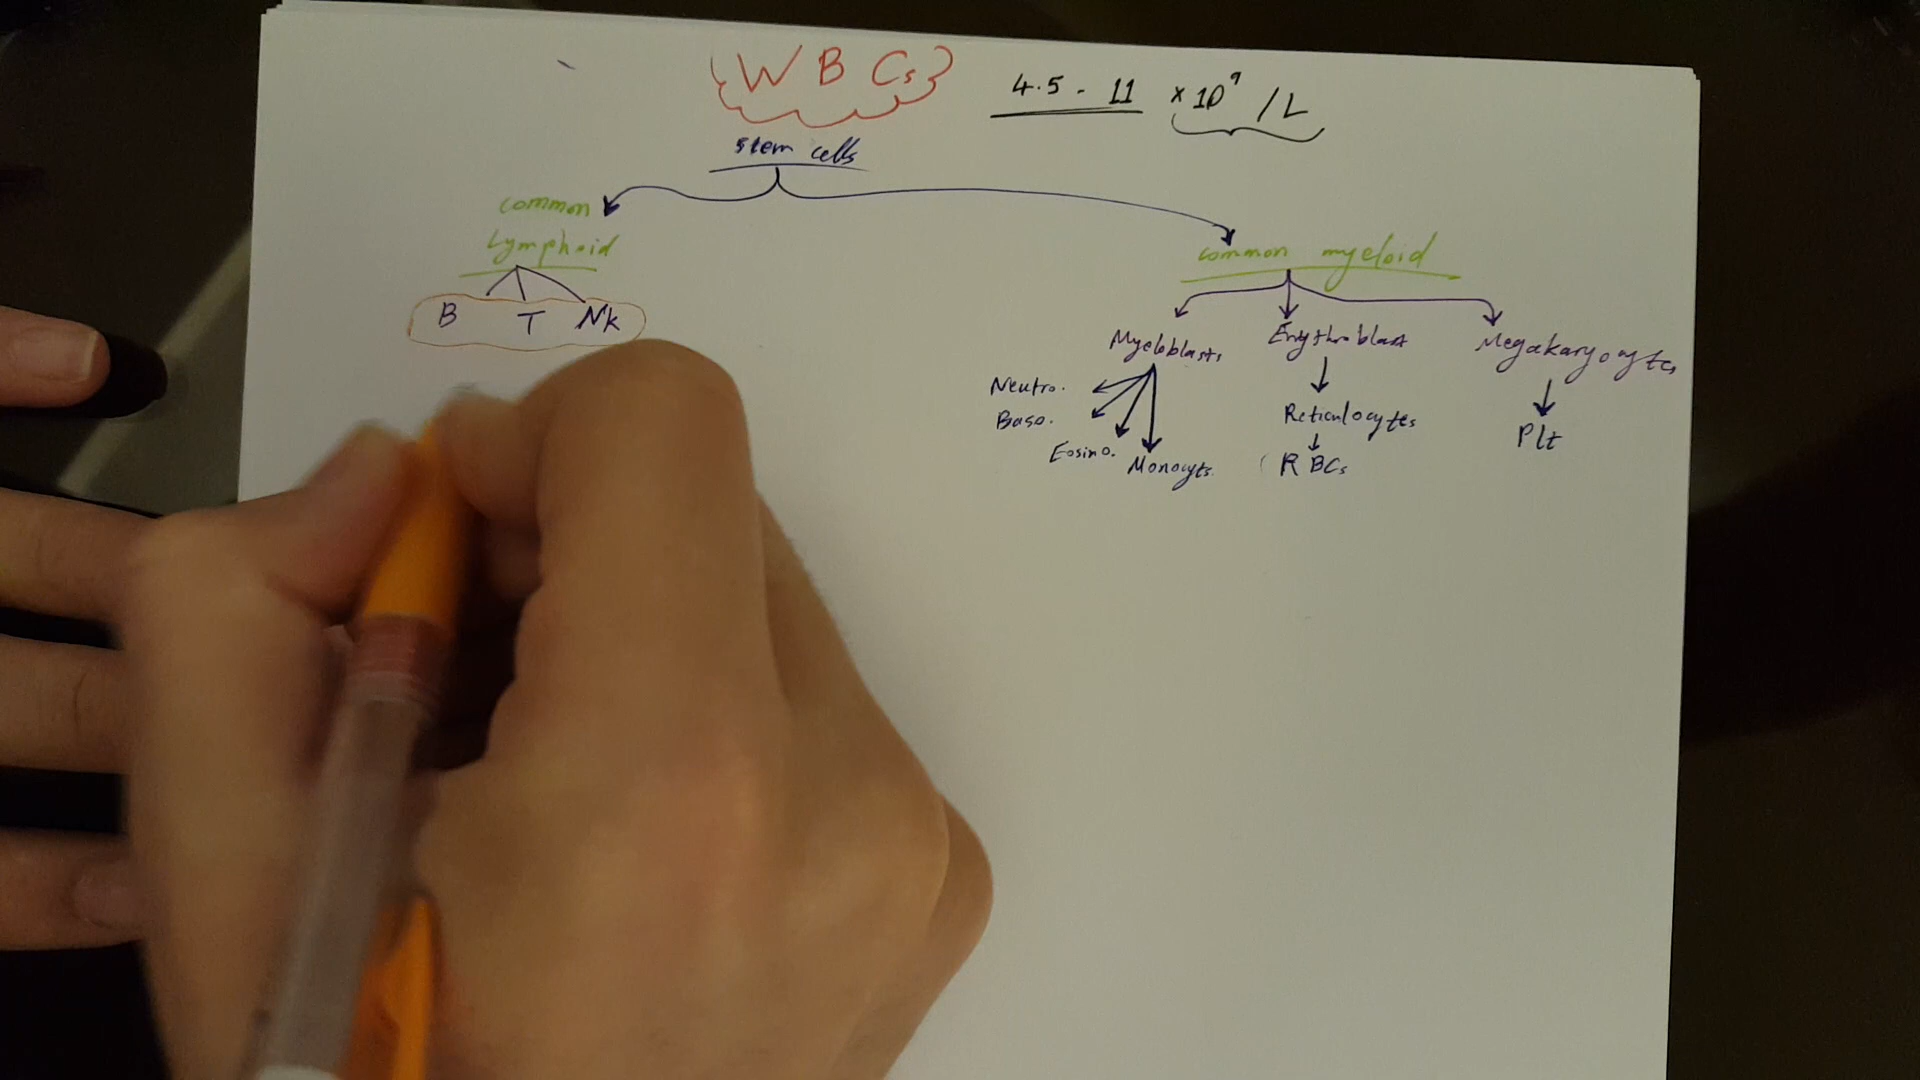 WBCs 4.5 - 11 x10⁹ /L
stem cells
common
Lymphoid
B T NK
common myeloid
Myeloblasts Erythroblast Megakaryocytes
Neutro.
Baso.
Eosino. Monocyts.
Reticulocytes
RBCs
Plt